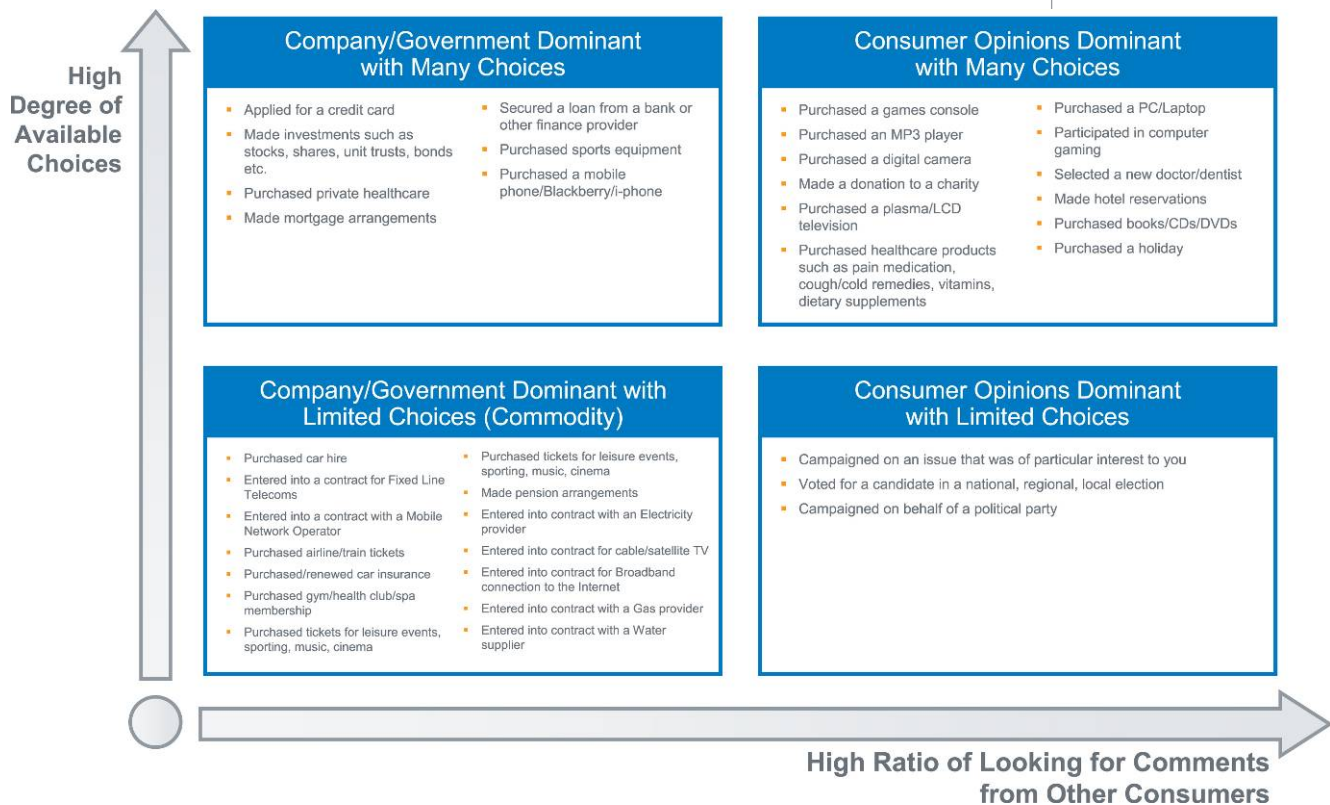 High
Degree of
Available
Choices
Company/Government Dominant
with Many Choices
Applied for a credit card
Made investments such as
stocks, shares, unit trusts, bonds
etc.
Purchased private healthcare
Made mortgage arrangements
Secured a loan from a bank or
other finance provider
Purchased sports equipment
Purchased a mobile
phone/Blackberry/i-phone
Consumer Opinions Dominant
with Many Choices
Purchased a games console
Purchased an MP3 player
Purchased a digital camera
Made a donation to a charity
Purchased a plasma/LCD
television
Purchased healthcare products
such as pain medication,
cough/cold remedies, vitamins,
dietary supplements
Purchased a PC/Laptop
Participated in computer
gaming
Selected a new doctor/dentist
Made hotel reservations
Purchased books/CDs/DVDs
Purchased a holiday
Company/Government Dominant with
Limited Choices (Commodity)
Purchased car hire
Entered into a contract for Fixed Line
Telecoms
Entered into a contract with a Mobile
Network Operator
Purchased airline/train tickets
Purchased/renewed car insurance
Purchased gym/health club/spa
membership
Purchased tickets for leisure events,
sporting, music, cinema
Purchased tickets for leisure events,
sporting, music, cinema
Made pension arrangements
Entered into contract with an Electricity
provider
Entered into contract for cable/satellite TV
Entered into contract for Broadband
connection to the Internet
Entered into contract with a Gas provider
Entered into contract with a Water
supplier
Consumer Opinions Dominant
with Limited Choices
Campaigned on an issue that was of particular interest to you
Voted for a candidate in a national, regional, local election
Campaigned on behalf of a political party
High Ratio of Looking for Comments
from Other Consumers